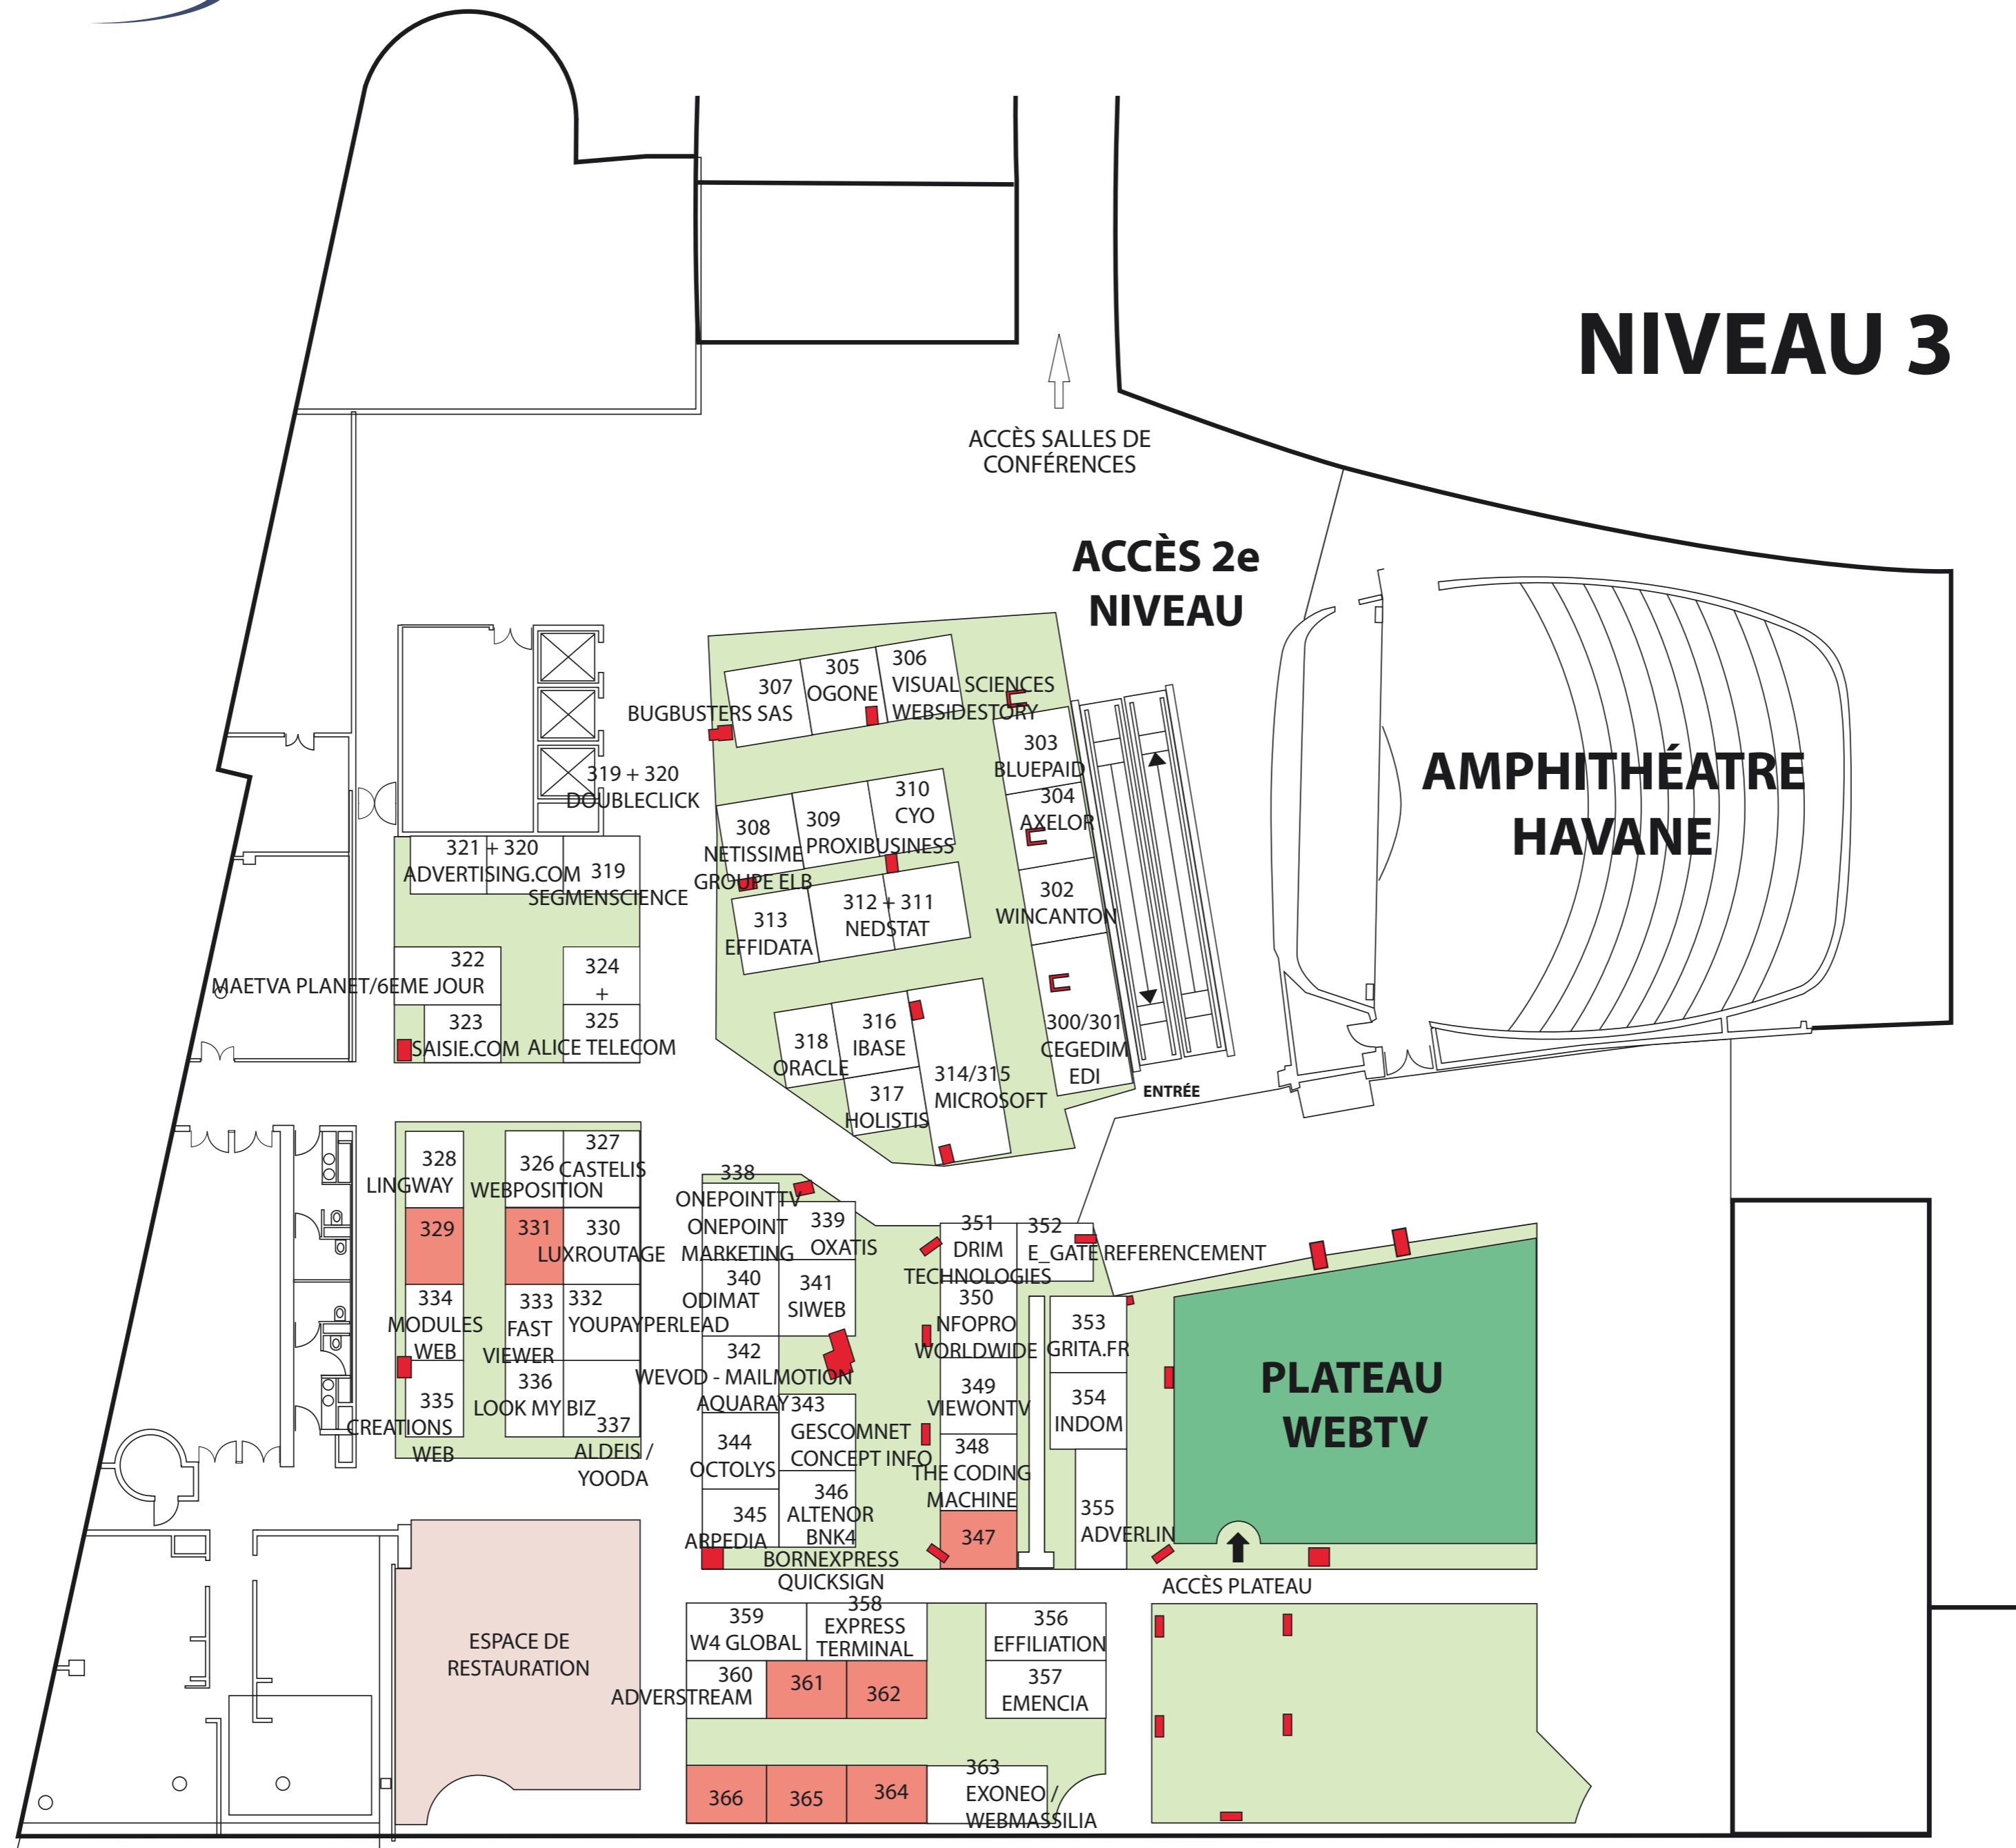 NIVEAU 3
ACCÈS SALLES DE
CONFÉRENCES
ACCÈS 2e
NIVEAU
AMPHITHÉATRE
HAVANE
307
BUGBUSTERS SAS
305
OGONE
306
VISUAL SCIENCES
WEBSIDESTORY
303
BLUEPAID
304
AXELOR
302
WINCANTON
300/301
CEGEDIM
EDI
ENTRÉE
308
NETISSIME
GROUPE ELB
309
PROXIBUSINESS
310
CYO
313
EFFIDATA
312 + 311
NEDSTAT
318
ORACLE
316
IBASE
317
HOLISTIS
314/315
MICROSOFT
319 + 320
DOUBLECLICK
321 + 320
ADVERTISING.COM
319
SEGMENSCIENCE
322
MAETVA PLANET/6EME JOUR
323
SAISIE.COM
324
+
325
ALICE TELECOM
328
LINGWAY
326
WEBPOSITION
327
CASTELIS
329
331
330
LUXROUTAGE
334
MODULES
WEB
333
FAST
VIEWER
332
YOUPAYPERLEAD
335
CREATIONS
WEB
336
LOOK MY BIZ
337
ALDEIS /
YOODA
338
ONEPOINTTV
ONEPOINT
MARKETING
339
OXATIS
340
ODIMAT
341
SIWEB
342
WEVOD - MAILMOTION
AQUARAY
343
GESCOMNET
CONCEPT INFO
344
OCTOLYS
345
ARPEDIA
346
ALTENOR
BNK4
BORNEXPRESS
QUICKSIGN
351
DRIM
TECHNOLOGIES
352
E_GATE REFERENCEMENT
350
NFOPRO
WORLDWIDE
349
VIEWONTV
348
THE CODING
MACHINE
347
353
GRITA.FR
354
INDOM
355
ADVERLIN
PLATEAU
WEBTV
ACCÈS PLATEAU
ESPACE DE
RESTAURATION
359
W4 GLOBAL
358
EXPRESS
TERMINAL
356
EFFILIATION
360
ADVERSTREAM
361
362
357
EMENCIA
366
365
364
363
EXONEO /
WEBMASSILIA